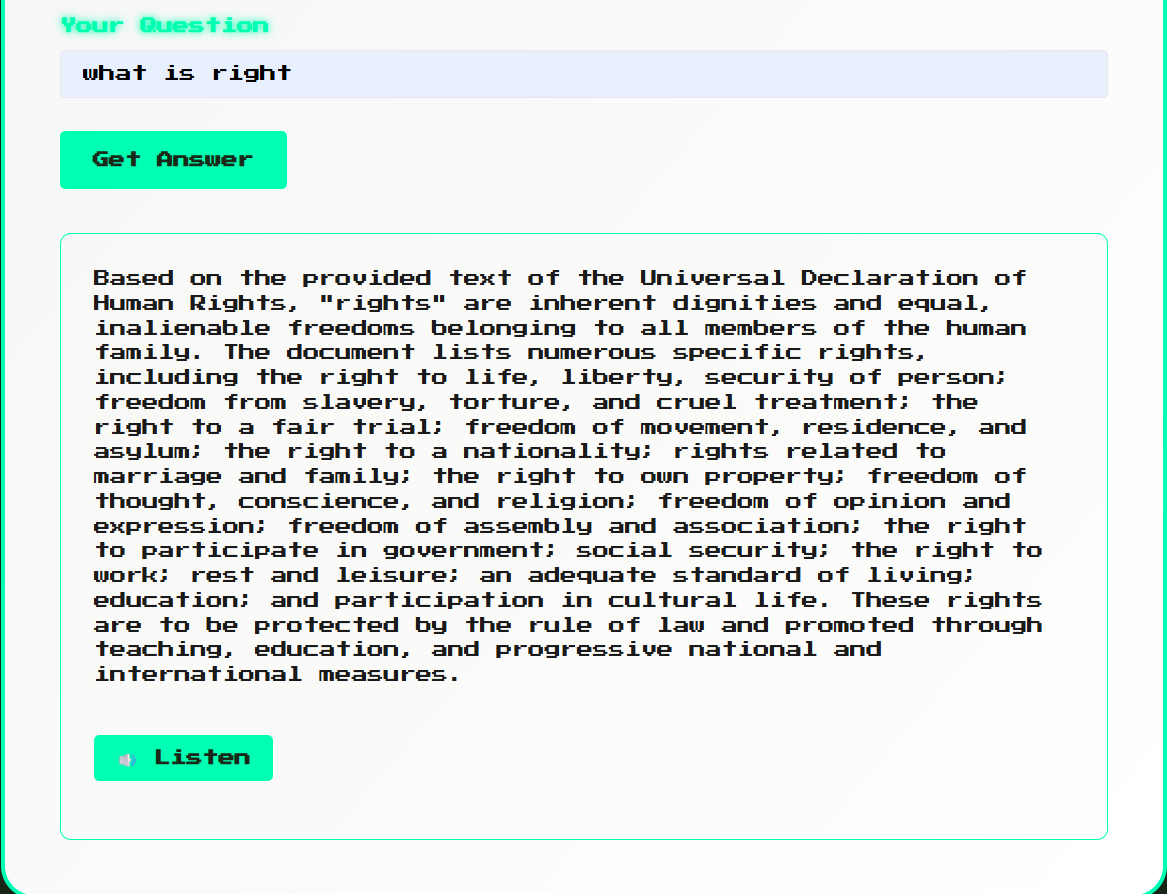 Your Question
what is right
Get Answer
Based on the provided text of the Universal Declaration of
Human Rights, "rights" are inherent dignities and equal,
inalienable freedoms belonging to all members of the human
family. The document lists numerous specific rights,
including the right to life, liberty, security of person;
freedom from slavery, torture, and cruel treatment; the
right to a fair trial; freedom of movement, residence, and
asylum; the right to a nationality; rights related to
marriage and family; the right to own property; freedom of
thought, conscience, and religion; freedom of opinion and
expression; freedom of assembly and association; the right
to participate in government; social security; the right to
work; rest and leisure; an adequate standard of living;
education; and participation in cultural life. These rights
are to be protected by the rule of law and promoted through
teaching, education, and progressive national and
international measures.
Listen